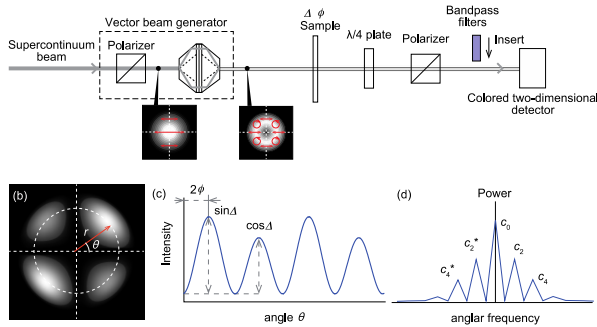 Vector beam generator
Supercontinuum
beam
Polarizer
Δ ϕ
Sample
λ/4 plate
Polarizer
Bandpass
filters
Insert
Colored two-dimensional
detector
(b)
r
θ
(c)
2ϕ
sinΔ
cosΔ
Intensity
angle θ
(d)
Power
c0
c2*
c2
c4*
c4
anglar frequency